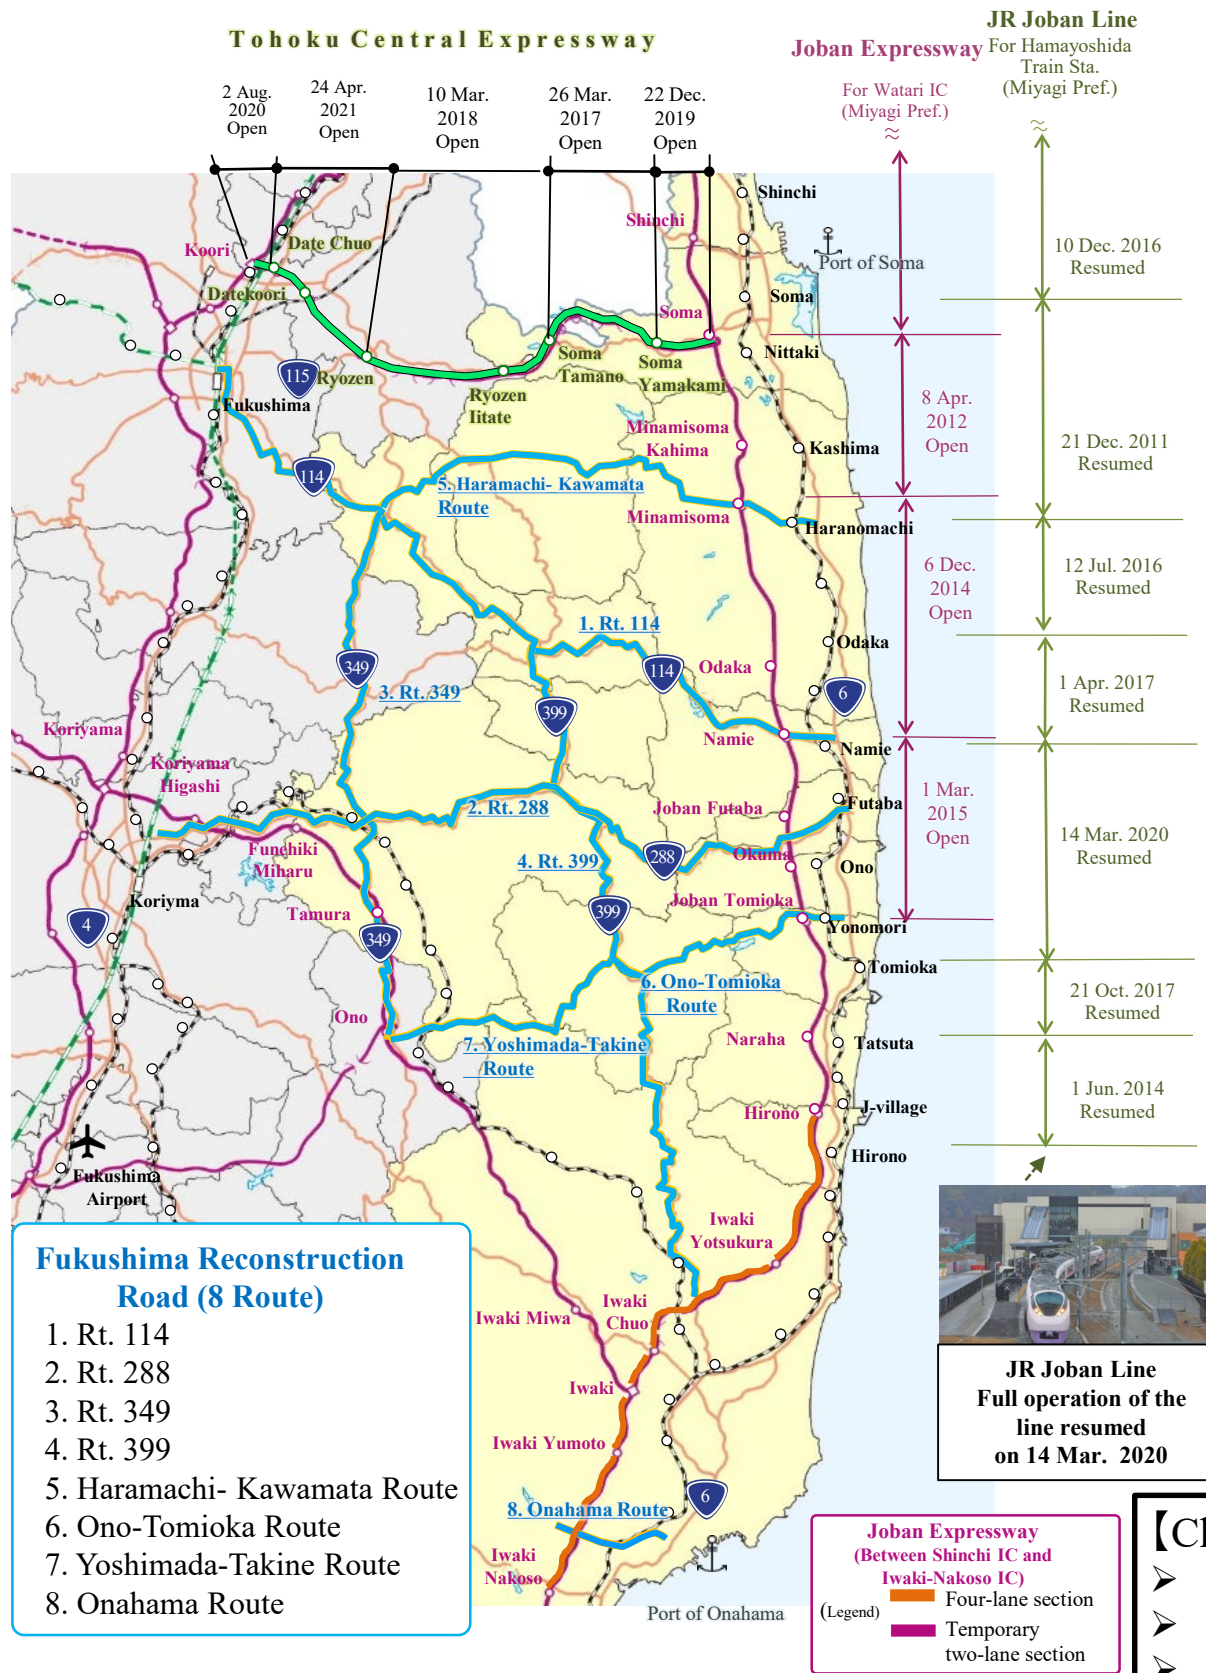 Tohoku Central Expressway
2 Aug.
2020
Open
24 Apr.
2021
Open
10 Mar.
2018
Open
26 Mar.
2017
Open
22 Dec.
2019
Open
Joban Expressway
For Watari IC
(Miyagi Pref.)
≈
JR Joban Line
For Hamayoshida
Train Sta.
(Miyagi Pref.)
≈
Shinchi
Shinchi
Port of Soma
Koori
Date Chuo
Datekoori
Soma
Soma
10 Dec. 2016
Resumed
Nittaki
115
Ryozen
Ryozen
Iitate
Soma
Tamano
Soma
Yamakami
Fukushima
8 Apr.
2012
Open
Minamisoma
Kahima
Kashima
21 Dec. 2011
Resumed
114
5. Haramachi- Kawamata
Route
Minamisoma
Haranomachi
6 Dec.
2014
Open
12 Jul. 2016
Resumed
1. Rt. 114
Odaka
349
114
Odaka
3. Rt. 349
399
6
1 Apr. 2017
Resumed
Koriyama
Namie
Namie
Koriyama
Higashi
1 Mar.
2015
Open
2. Rt. 288
Joban Futaba
Futaba
14 Mar. 2020
Resumed
Funehiki
Miharu
4. Rt. 399
288
Okuma
Ono
Koriyma
Tamura
399
Joban Tomioka
Yonomori
4
349
Tomioka
6. Ono-Tomioka
Route
Ono
7. Yoshimada-Takine
Route
Naraha
Tatsuta
21 Oct. 2017
Resumed
Hirono
J-village
1 Jun. 2014
Resumed
Hirono
Fukushima
Airport
Iwaki
Yotsukura
Fukushima Reconstruction
Road (8 Route)
1. Rt. 114
2. Rt. 288
3. Rt. 349
4. Rt. 399
5. Haramachi- Kawamata Route
6. Ono-Tomioka Route
7. Yoshimada-Takine Route
8. Onahama Route
Iwaki Miwa
Iwaki
Chuo
Iwaki
Iwaki Yumoto
8. Onahama Route
6
Iwaki
Nakoso
Port of Onahama
JR Joban Line
Full operation of the
line resumed
on 14 Mar. 2020
Joban Expressway
(Between Shinchi IC and
Iwaki-Nakoso IC)
(Legend)
Four-lane section
Temporary
two-lane section
➢
➢
➢